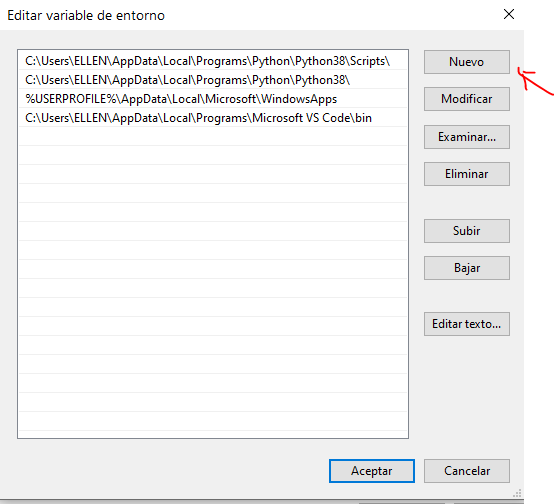 Editar variable de entorno
C:\Users\ELLEN\AppData\Local\Programs\Python\Python38\Scripts\
C:\Users\ELLEN\AppData\Local\Programs\Python\Python38\
%USERPROFILE%\AppData\Local\Microsoft\WindowsApps
C:\Users\ELLEN\AppData\Local\Programs\Microsoft VS Code\bin
Nuevo
Modificar
Examinar...
Eliminar
Subir
Bajar
Editar texto...
Aceptar
Cancelar